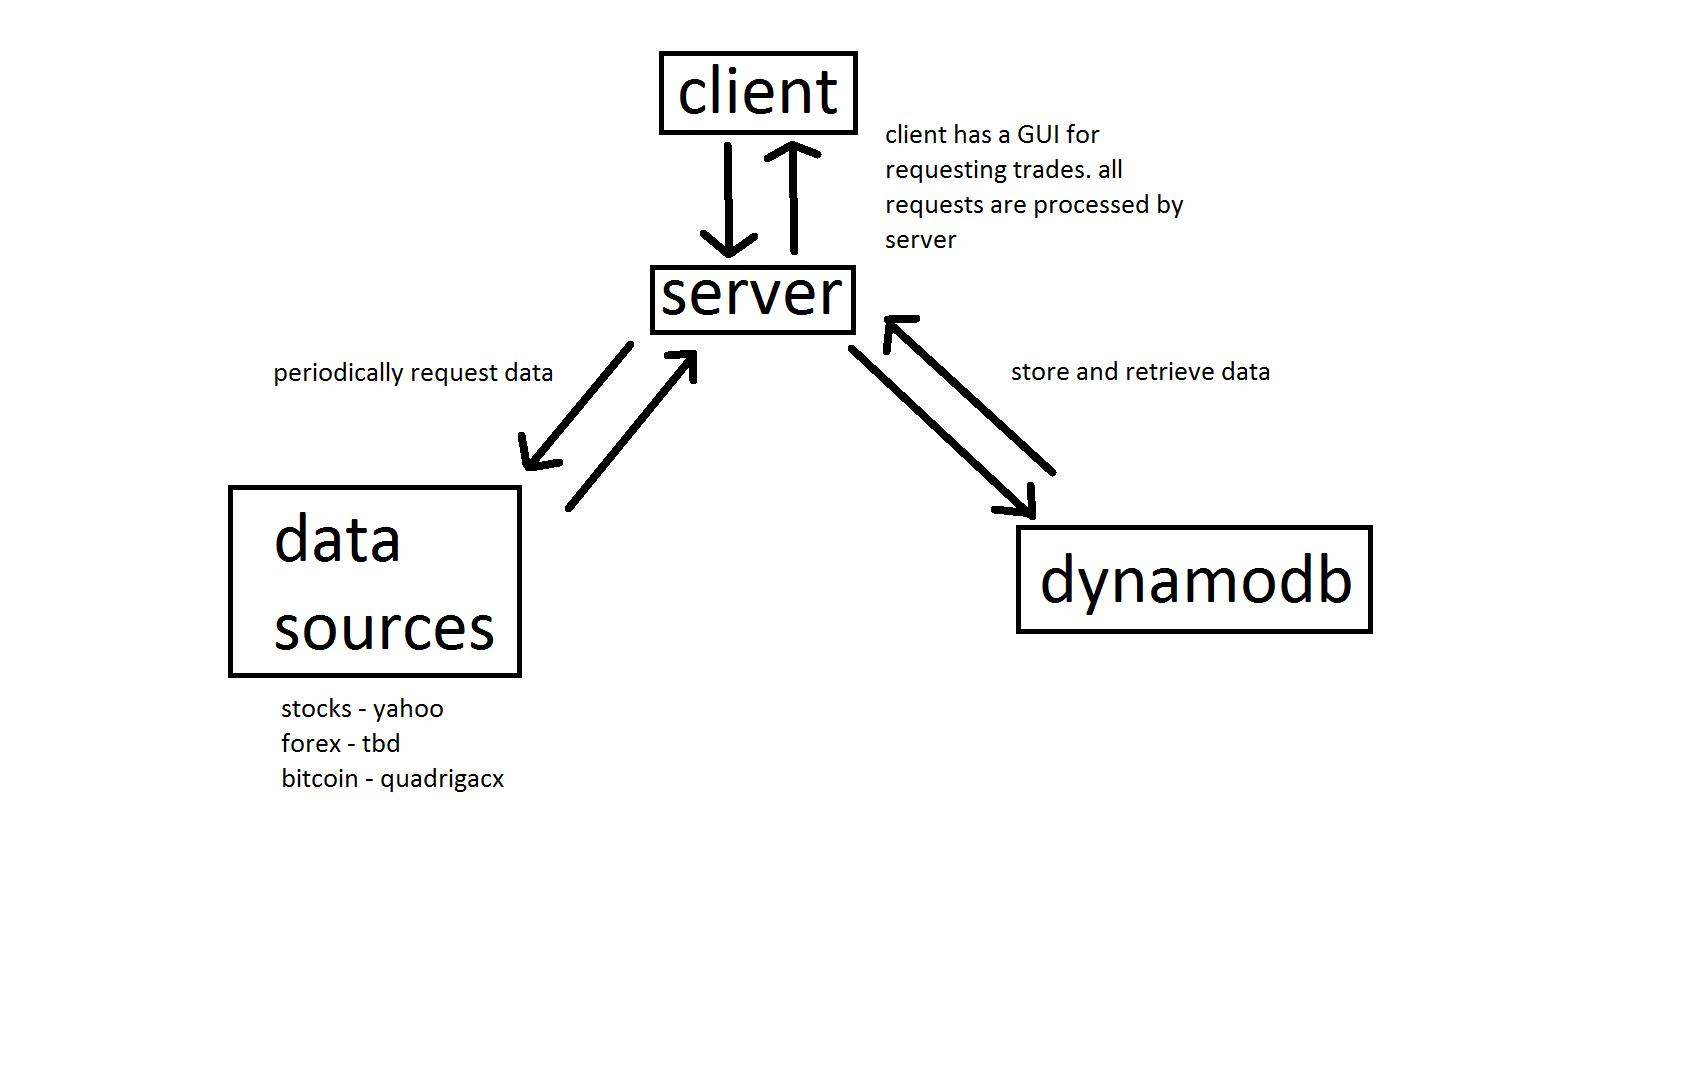 client
client has a GUI for
requesting trades. all
requests are processed by
server
server
periodically request data
store and retrieve data
data
sources
dynamodb
stocks - yahoo
forex - tbd
bitcoin - quadrigacx